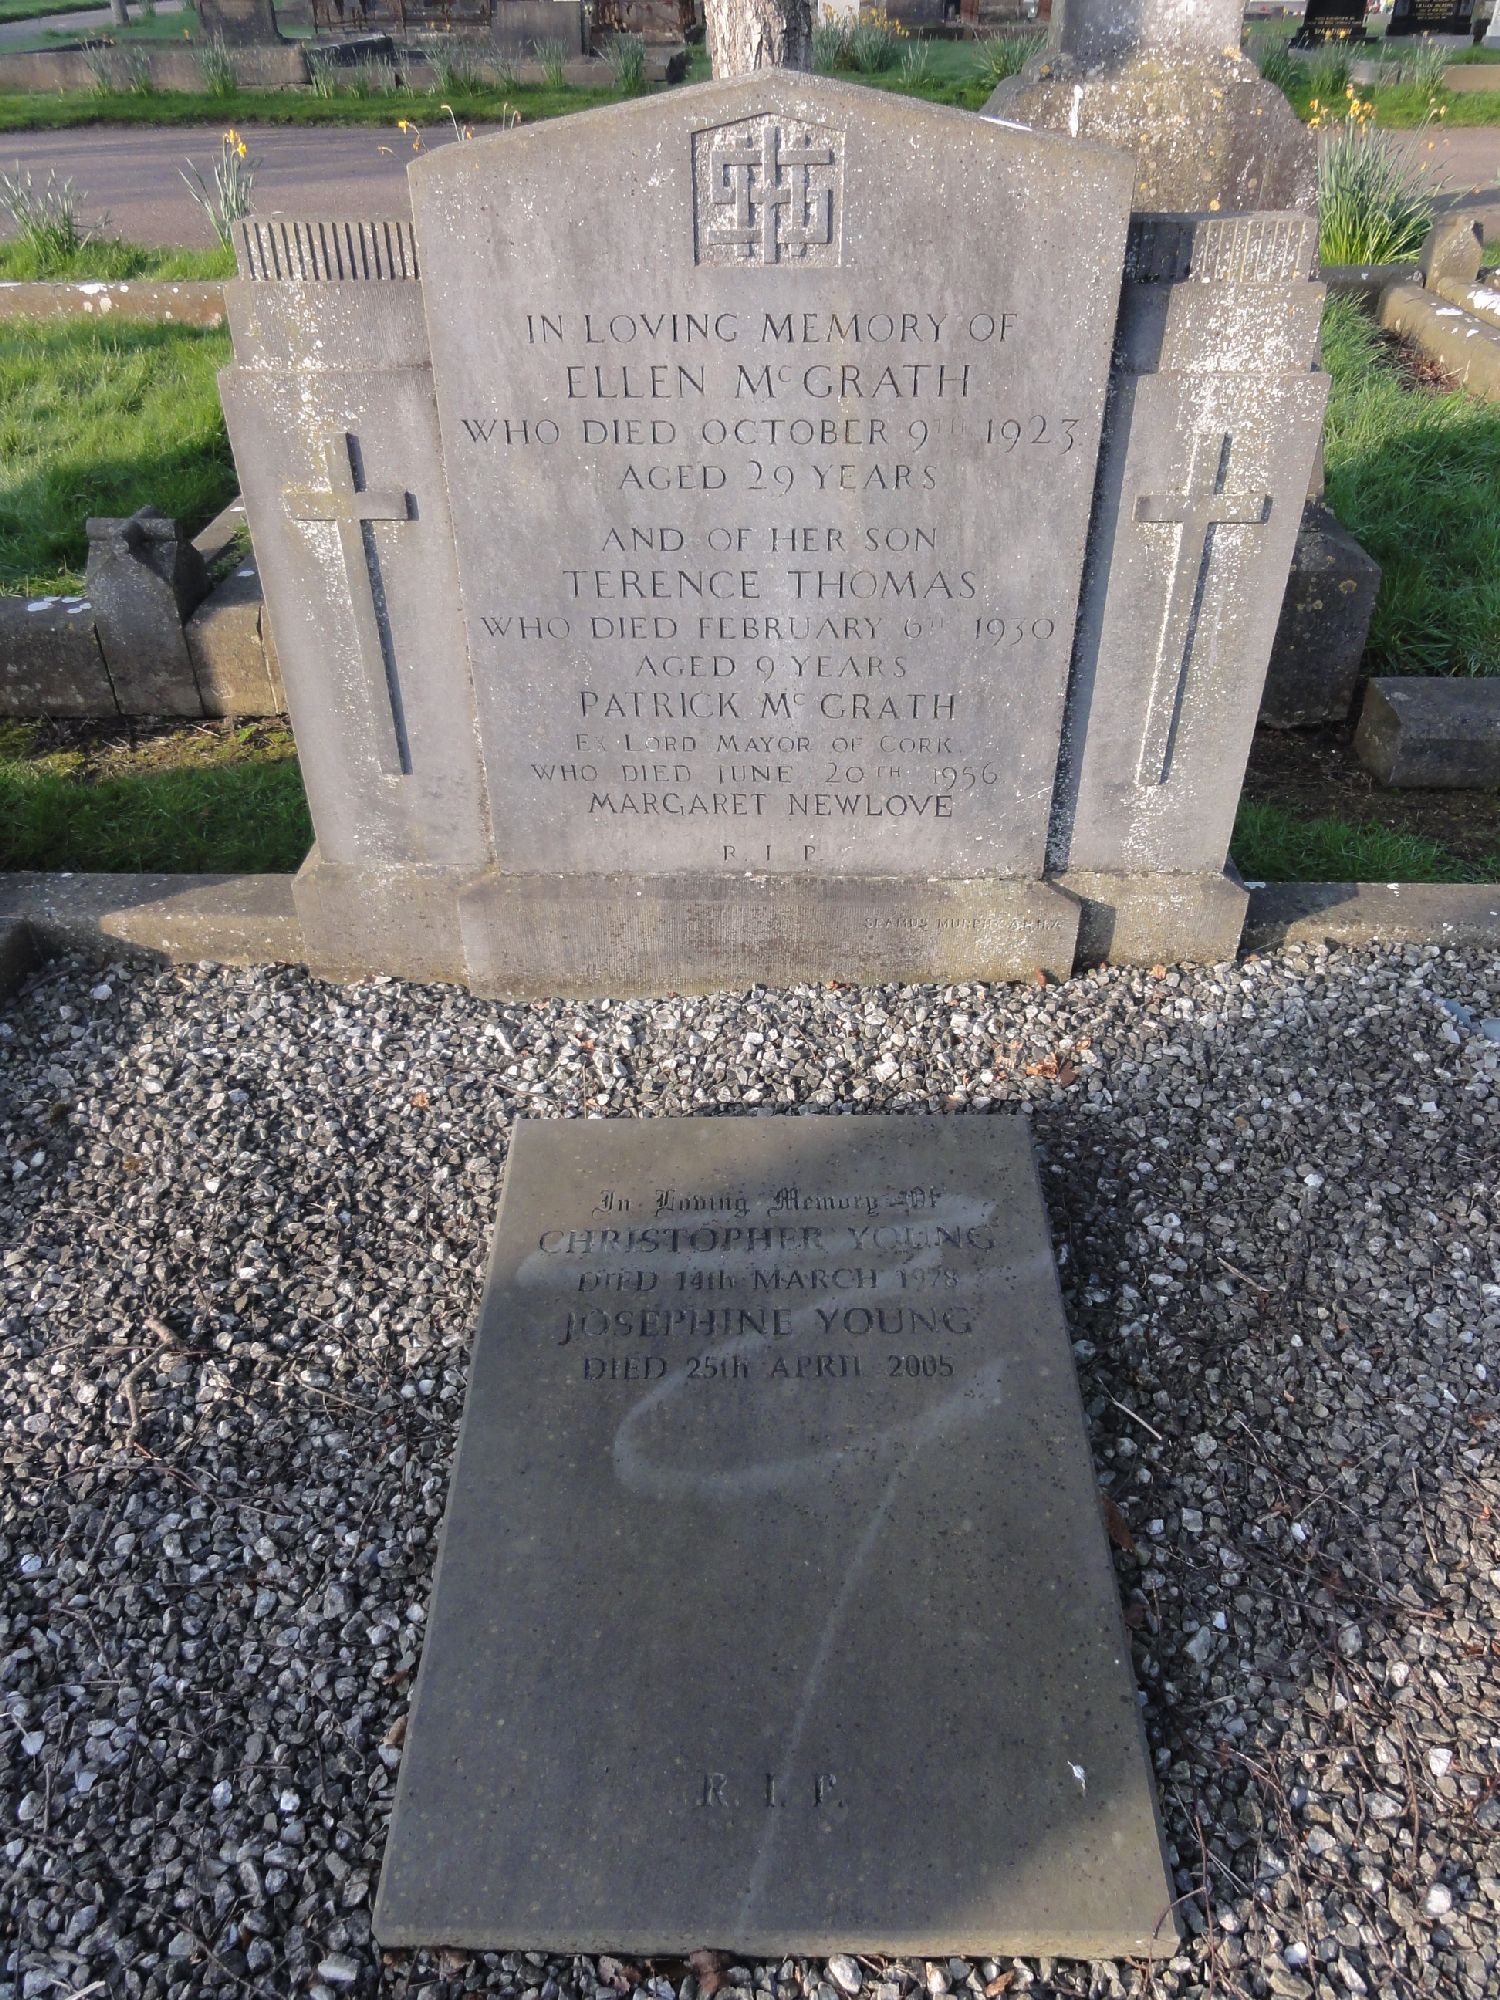 IN LOVING MEMORY OF
ELLEN McGRATH
WHO DIED OCTOBER 9TH 1923.
AGED 29 YEARS
AND OF HER SON
TERENCE THOMAS
WHO DIED FEBRUARY 6TH 1930
AGED 9 YEARS
PATRICK McGRATH
EX LORD MAYOR OF CORK.
WHO DIED JUNE 20TH 1956
MARGARET NEWLOVE
R. I. P.
SEAMUS MURPHY
In Loving Memory Of
CHRISTOPHER YOUNG
DIED 14th MARCH 1978
JOSEPHINE YOUNG
DIED 25th APRIL 2005
R. I. P.